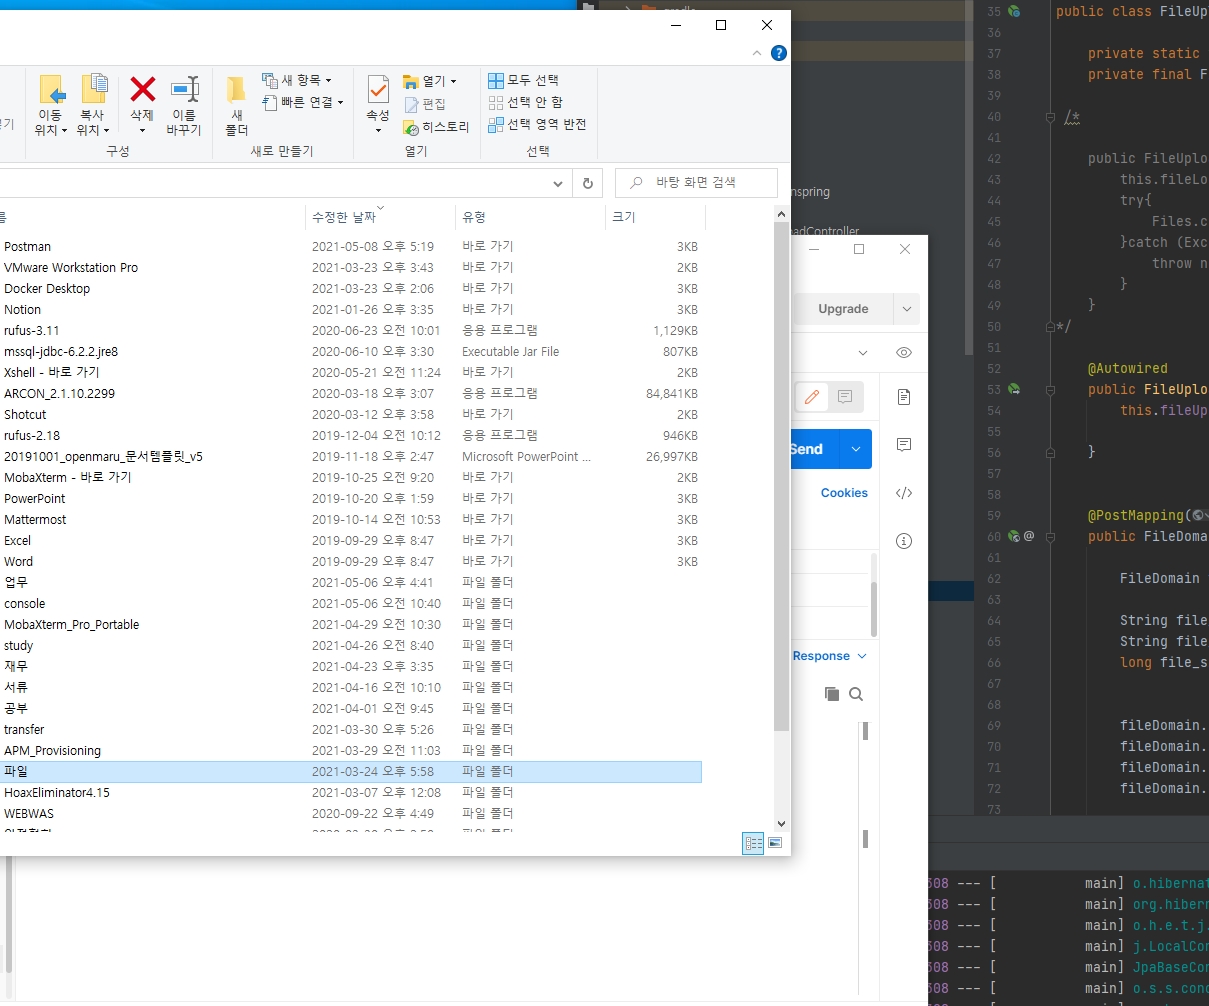 이동
위치
복사
위치
삭제
이름
바꾸기
구성
새
폴더
새 항목
빠른 연결
새로 만들기
속성
열기
편집
히스토리
열기
모두 선택
선택 안 함
선택 영역 반전
선택
바탕 화면 검색
수정한 날짜 유형 크기
Postman 2021-05-08 오후 5:19 바로 가기 3KB
VMware Workstation Pro 2021-03-23 오후 3:43 바로 가기 2KB
Docker Desktop 2021-03-23 오후 2:06 바로 가기 3KB
Notion 2021-01-26 오후 3:35 바로 가기 3KB
rufus-3.11 2020-06-23 오전 10:01 응용 프로그램 1,129KB
mssql-jdbc-6.2.2.jre8 2020-06-10 오후 3:30 Executable Jar File 807KB
Xshell - 바로 가기 2020-05-21 오전 11:24 바로 가기 2KB
ARCON_2.1.10.2299 2020-03-18 오후 3:07 응용 프로그램 84,841KB
Shotcut 2020-03-12 오후 3:58 바로 가기 2KB
rufus-2.18 2019-12-04 오전 10:12 응용 프로그램 946KB
20191001_openmaru_문서템플릿_v5 2019-11-18 오후 2:47 Microsoft PowerPoint ... 26,997KB
MobaXterm - 바로 가기 2019-10-25 오전 9:20 바로 가기 2KB
PowerPoint 2019-10-20 오후 1:59 바로 가기 3KB
Mattermost 2019-10-14 오전 10:53 바로 가기 3KB
Excel 2019-09-29 오후 8:47 바로 가기 3KB
Word 2019-09-29 오후 8:47 바로 가기 3KB
업무 2021-05-06 오후 4:41 파일 폴더
console 2021-05-06 오전 10:40 파일 폴더
MobaXterm_Pro_Portable 2021-04-29 오전 10:30 파일 폴더
study 2021-04-26 오전 8:40 파일 폴더
재무 2021-04-23 오후 3:35 파일 폴더
서류 2021-04-16 오전 10:10 파일 폴더
공부 2021-04-01 오전 9:45 파일 폴더
transfer 2021-03-30 오후 5:26 파일 폴더
APM_Provisioning 2021-03-29 오전 11:03 파일 폴더
파일 2021-03-24 오후 5:58 파일 폴더
HoaxEliminator4.15 2021-03-07 오후 12:08 파일 폴더
WEBWAS 2020-09-22 오후 4:49 파일 폴더
nspring
adController
Upgrade
Send
Cookies
Response
35 public class FileUp
36
37 private static
38 private final F
39
40 /*
41
42 public FileUplo
43 this.fileLo
44 try{
45 Files.c
46 }catch (Exc
47 throw n
48 }
49 }
50 */
51
52 @Autowired
53 public FileUplo
54 this.fileUp
55
56 }
57
58
59 @PostMapping(
60 @ public FileDoma
61
62 FileDomain
63
64 String file
65 String file
66 long file_s
67
68
69 fileDomain.
70 fileDomain.
71 fileDomain.
72 fileDomain.
73
308 --- [ main] o.hibernat
308 --- [ main] org.hibern
308 --- [ main] o.h.e.t.j.
308 --- [ main] j.LocalCon
308 --- [ main] JpaBaseCon
308 --- [ main] o.s.s.conc